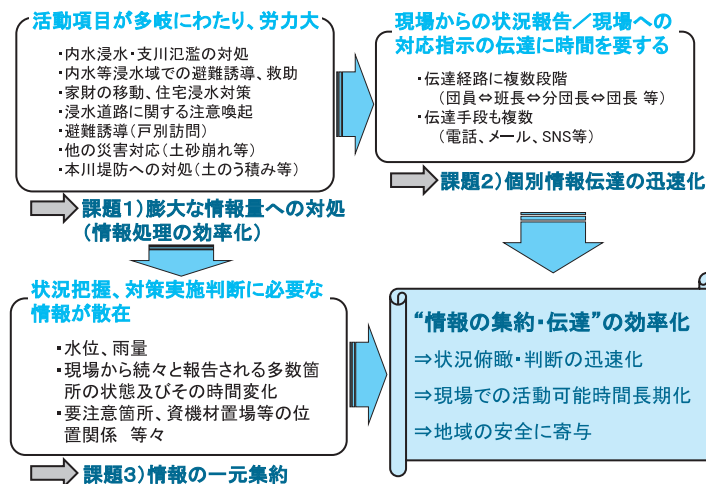 活動項目が多岐にわたり、労力大
・内水浸水・支川氾濫の対処
・内水等浸水域での避難誘導、救助
・家財の移動、住宅浸水対策
・浸水道路に関する注意喚起
・避難誘導(戸別訪問)
・他の災害対応(土砂崩れ等)
・本川堤防への対処(土のう積み等)
課題1)膨大な情報量への対処
(情報処理の効率化)
現場からの状況報告/現場への
対応指示の伝達に時間を要する
・伝達経路に複数段階
(団員⇔班長⇔分団長⇔団長 等)
・伝達手段も複数
(電話、メール、SNS等)
課題2)個別情報伝達の迅速化
状況把握、対策実施判断に必要な
情報が散在
・水位、雨量
・現場から続々と報告される多数箇
所の状態及びその時間変化
・要注意箇所、資機材置場等の位
置関係 等々
課題3)情報の一元集約
“情報の集約・伝達”の効率化
⇒状況俯瞰・判断の迅速化
⇒現場での活動可能時間長期化
⇒地域の安全に寄与